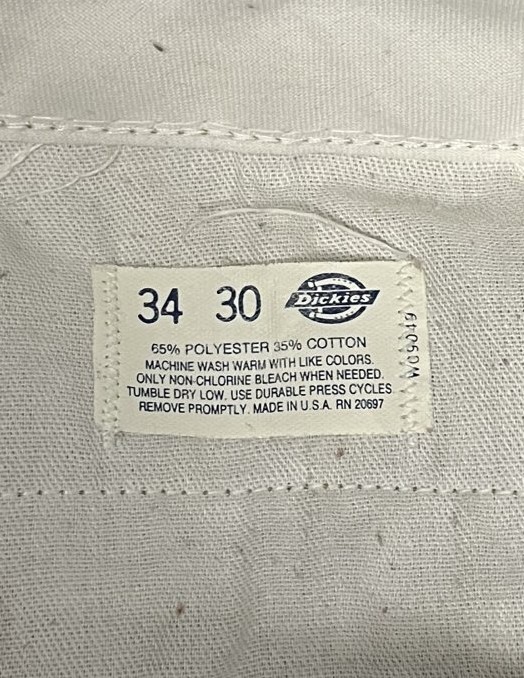 34 30 Dickies
65% POLYESTER 35% COTTON
MACHINE WASH WARM WITH LIKE COLORS.
ONLY NON-CHLORINE BLEACH WHEN NEEDED.
TUMBLE DRY LOW. USE DURABLE PRESS CYCLES
REMOVE PROMPTLY. MADE IN U.S.A. RN 20697